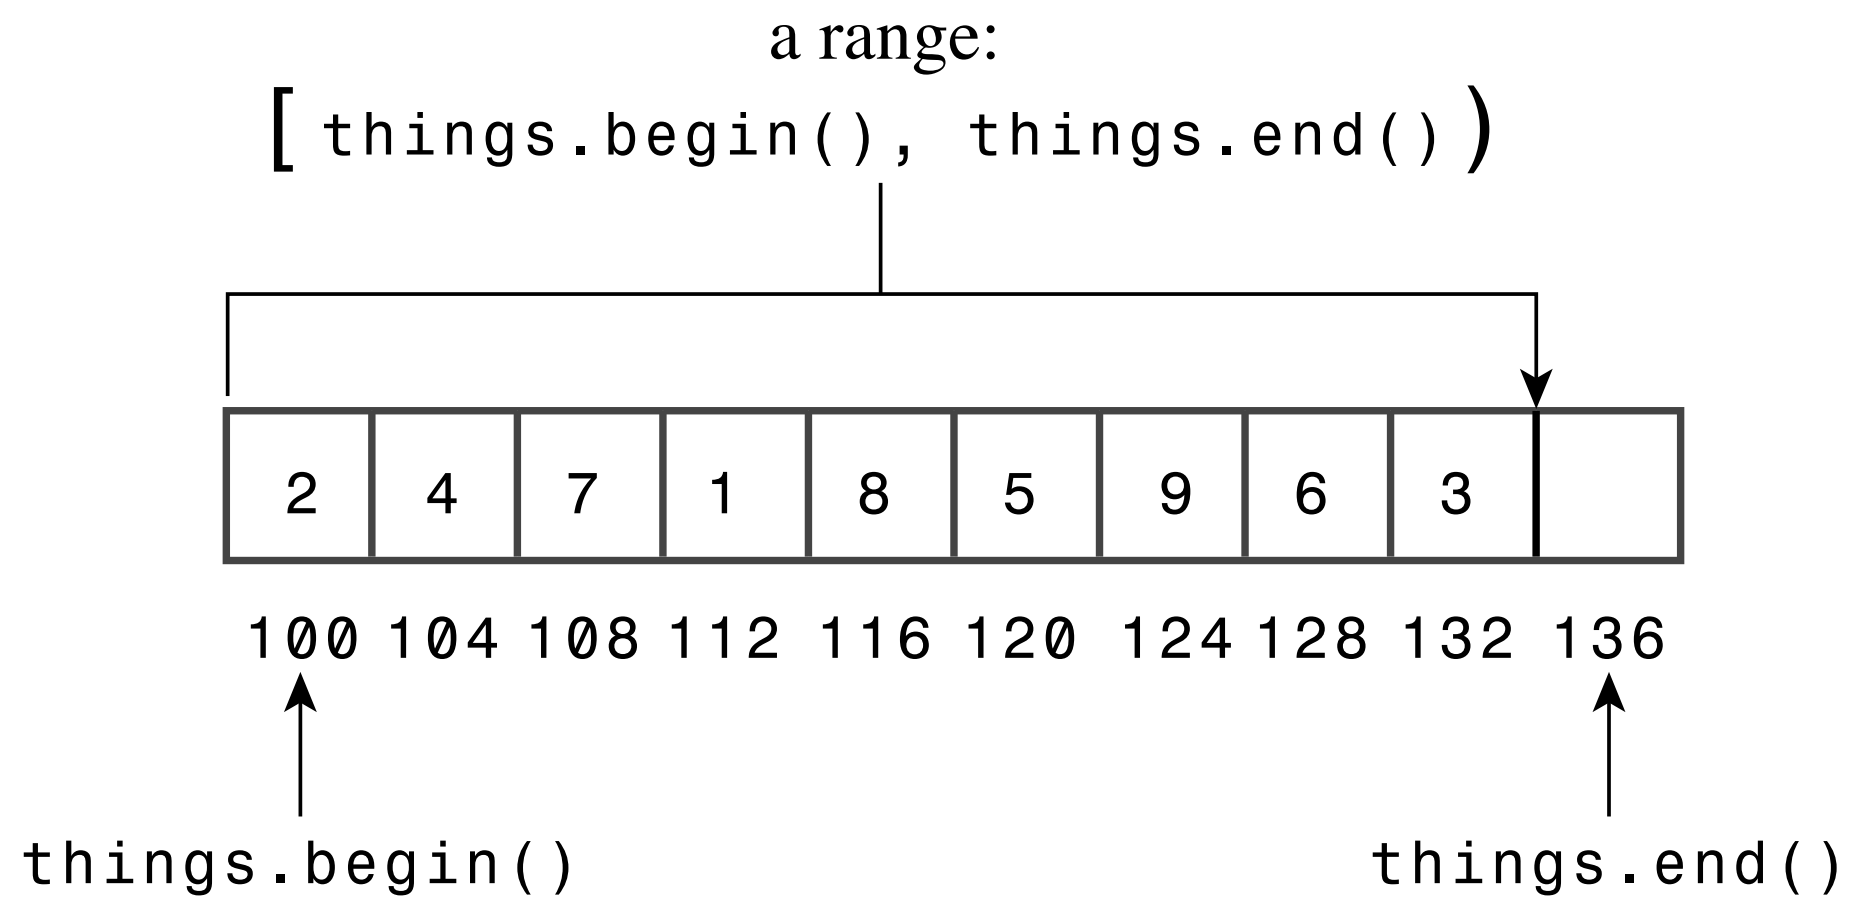 a range:
[things.begin(), things.end())
2 4 7 1 8 5 9 6 3
100 104 108 112 116 120 124 128 132 136
things.begin() things.end()